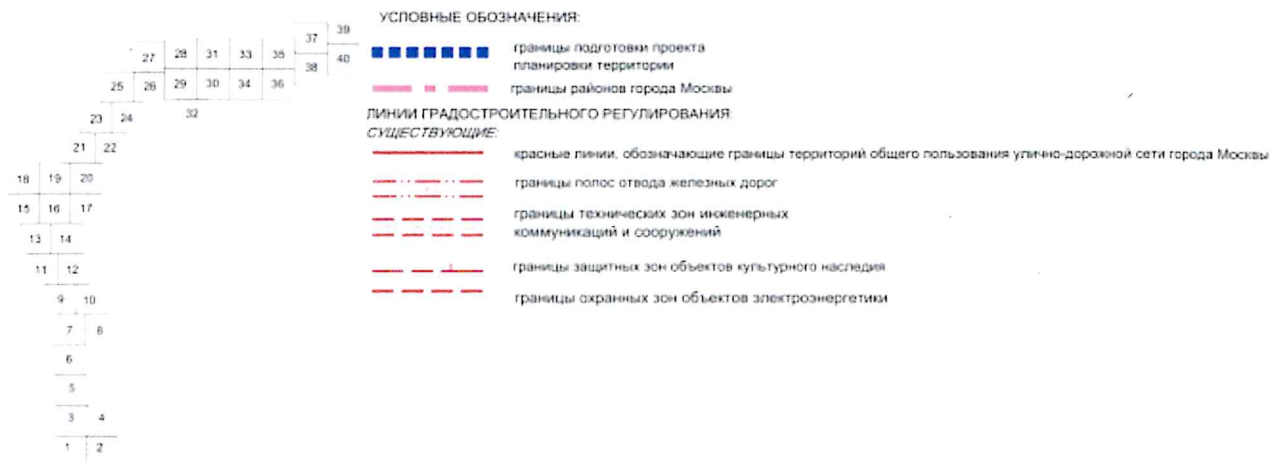 УСЛОВНЫЕ ОБОЗНАЧЕНИЯ:
границы подготовки проекта
планировки территории
границы районов города Москвы
ЛИНИИ ГРАДОСТРОИТЕЛЬНОГО РЕГУЛИРОВАНИЯ:
СУЩЕСТВУЮЩИЕ:
красные линии, обозначающие границы территорий общего пользования улично-дорожной сети города Москвы
границы полос отвода железных дорог
границы технических зон инженерных
коммуникаций и сооружений
границы защитных зон объектов культурного наследия
границы охранных зон объектов электроэнергетики
37 39
27 28 31 33 35 38 40
25 26 29 30 34 36
23 24 32
21 22
18 19 20
15 16 17
13 14
11 12
9 10
7 8
6
5
3 4
1 2